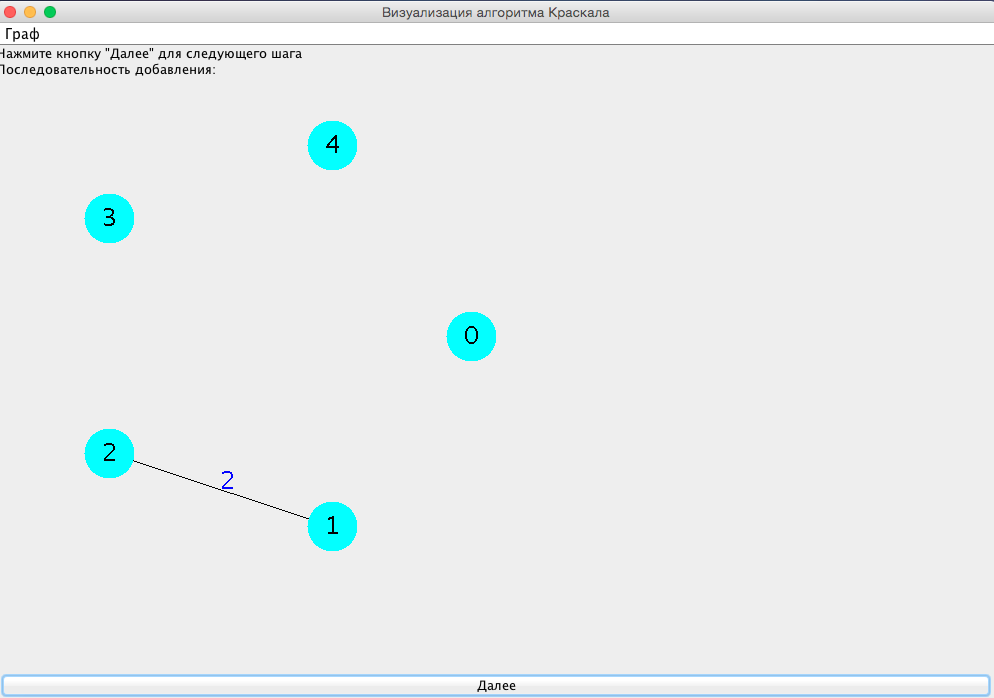 Визуализация алгоритма Краскала
Граф
Нажмите кнопку "Далее" для следующего шага
Последовательность добавления:
4
3
0
2
2
1
Далее